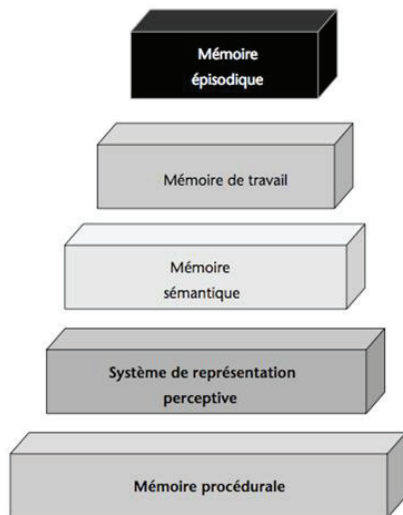 Mémoire
épisodique
Mémoire de travail
Mémoire
sémantique
Système de représentation
perceptive
Mémoire procédurale